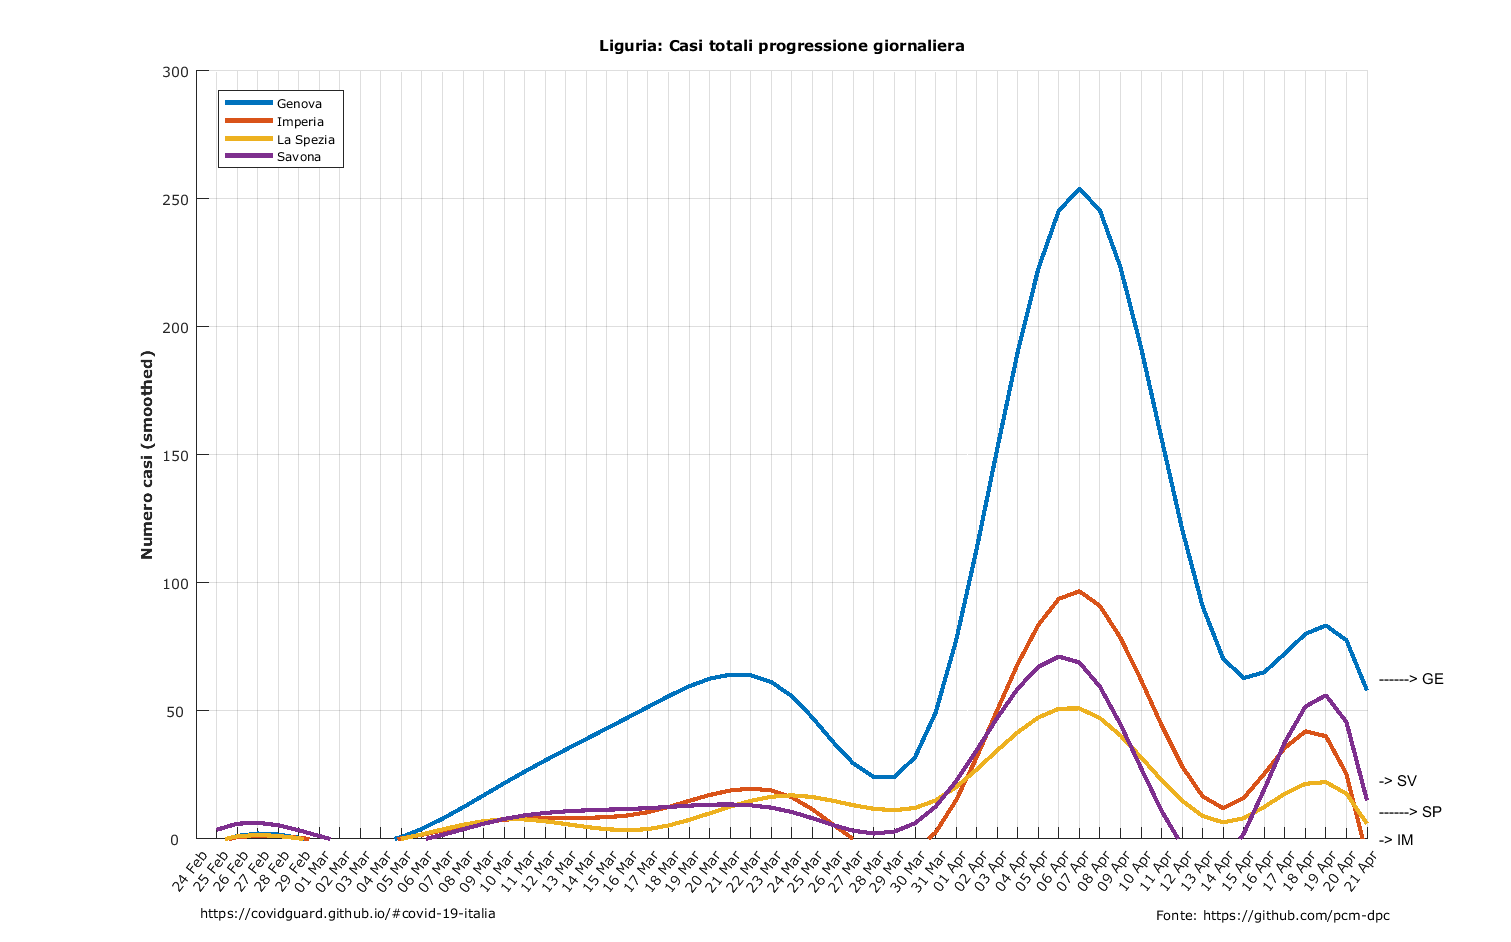 Liguria: Casi totali progressione giornaliera
Numero casi (smoothed)
300
250
200
150
100
50
0
Genova
Imperia
La Spezia
Savona
------> GE
-> SV
------> SP
-> IM
24 Feb
25 Feb
26 Feb
27 Feb
28 Feb
29 Feb
01 Mar
02 Mar
03 Mar
04 Mar
05 Mar
06 Mar
07 Mar
08 Mar
09 Mar
10 Mar
11 Mar
12 Mar
13 Mar
14 Mar
15 Mar
16 Mar
17 Mar
18 Mar
19 Mar
20 Mar
21 Mar
22 Mar
23 Mar
24 Mar
25 Mar
26 Mar
27 Mar
28 Mar
29 Mar
30 Mar
31 Mar
01 Apr
02 Apr
03 Apr
04 Apr
05 Apr
06 Apr
07 Apr
08 Apr
09 Apr
10 Apr
11 Apr
12 Apr
13 Apr
14 Apr
15 Apr
16 Apr
17 Apr
18 Apr
19 Apr
20 Apr
21 Apr
https://covidguard.github.io/#covid-19-italia
Fonte: https://github.com/pcm-dpc